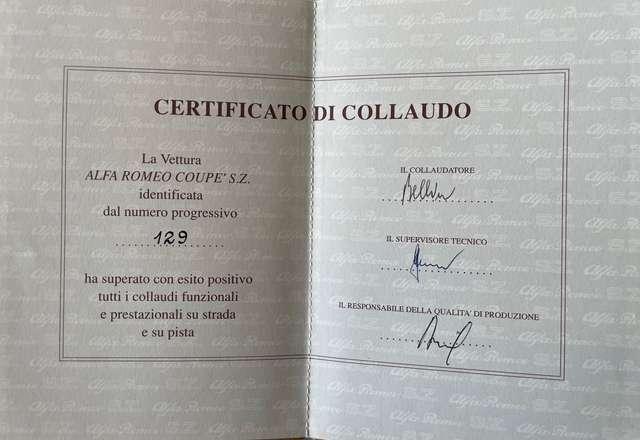 CERTIFICATO DI COLLAUDO
La Vettura
ALFA ROMEO COUPE' S.Z.
identificata
dal numero progressivo
129
ha superato con esito positivo
tutti i collaudi funzionali
e prestazionali su strada
e su pista
IL COLLAUDATORE
IL SUPERVISORE TECNICO
IL RESPONSABILE DELLA QUALITA' DI PRODUZIONE